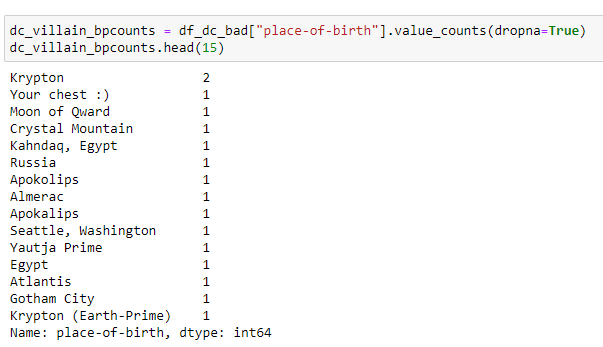 dc_villain_bpcounts = df_dc_bad["place-of-birth"].value_counts(dropna=True)
dc_villain_bpcounts.head(15)
Krypton 2
Your chest :) 1
Moon of Qward 1
Crystal Mountain 1
Kahndaq, Egypt 1
Russia 1
Apokolips 1
Almerac 1
Apokalips 1
Seattle, Washington 1
Yautja Prime 1
Egypt 1
Atlantis 1
Gotham City 1
Krypton (Earth-Prime) 1
Name: place-of-birth, dtype: int64